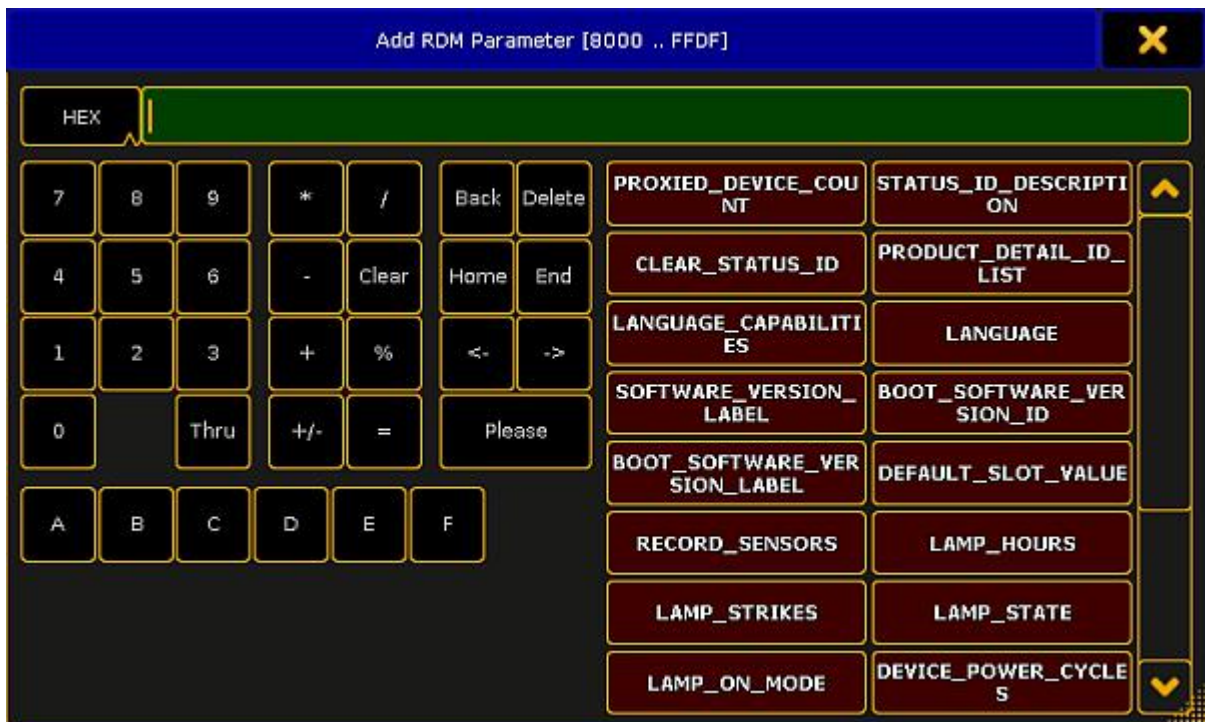 Add RDM Parameter [8000 .. FFDF]
HEX
7 8 9 * / Back Delete
4 5 6 - Clear Home End
1 2 3 + % <- ->
0 Thru +/- = Please
A B C D E F
PROXIED_DEVICE_COU
NT
STATUS_ID_DESCRIPTI
ON
CLEAR_STATUS_ID
PRODUCT_DETAIL_ID_
LIST
LANGUAGE_CAPABILITI
ES
LANGUAGE
SOFTWARE_VERSION_
LABEL
BOOT_SOFTWARE_VER
SION_ID
BOOT_SOFTWARE_VER
SION_LABEL
DEFAULT_SLOT_VALUE
RECORD_SENSORS
LAMP_HOURS
LAMP_STRIKES
LAMP_STATE
LAMP_ON_MODE
DEVICE_POWER_CYCLE
S